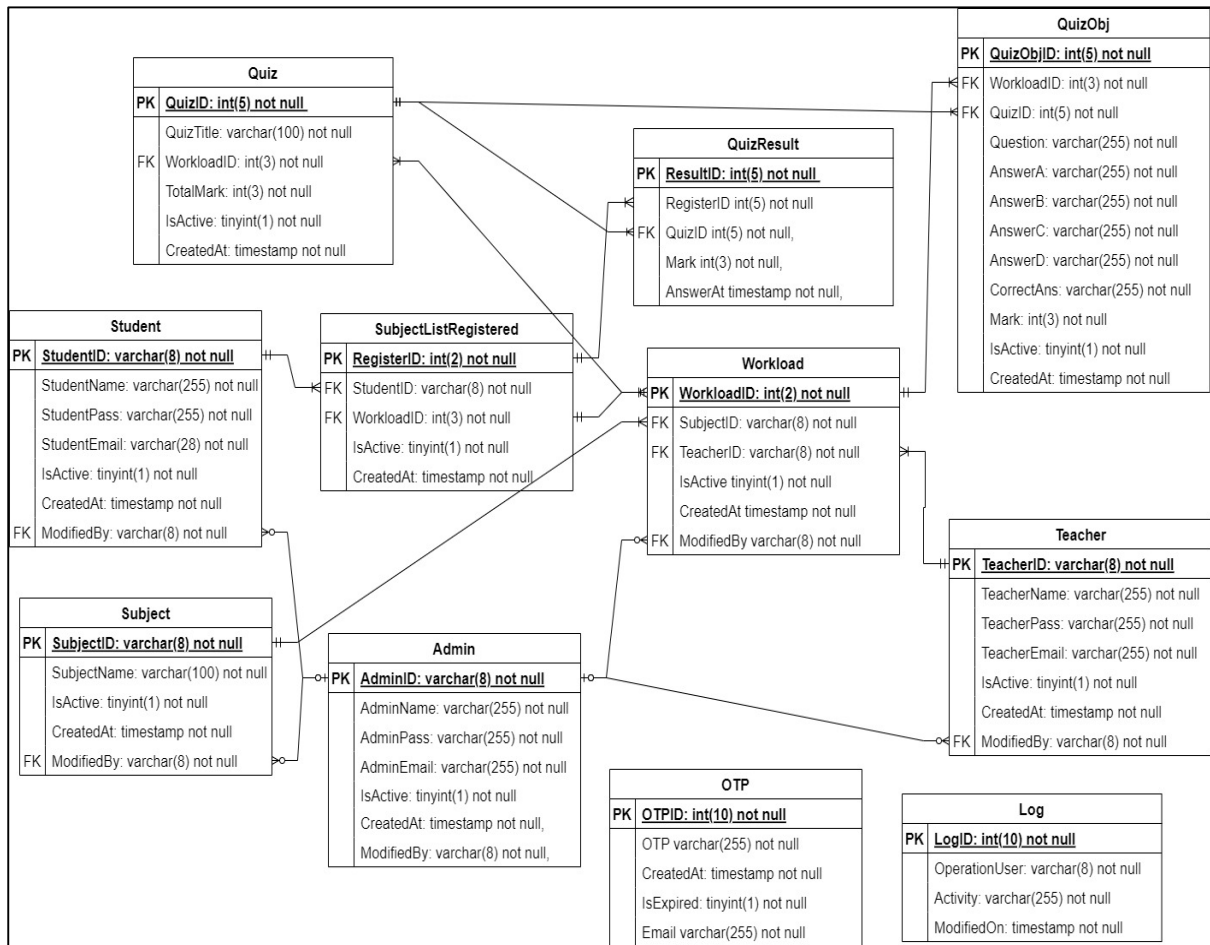 Quiz
PK QuizID: int(5) not null
QuizTitle: varchar(100) not null
FK WorkloadID: int(3) not null
TotalMark: int(3) not null
IsActive: tinyint(1) not null
CreatedAt: timestamp not null
QuizResult
PK ResultID: int(5) not null
RegisterID int(5) not null
FK QuizID int(5) not null,
Mark int(3) not null,
AnswerAt timestamp not null,
QuizObj
PK QuizObjID: int(5) not null
FK WorkloadID: int(3) not null
FK QuizID: int(5) not null
Question: varchar(255) not null
AnswerA: varchar(255) not null
AnswerB: varchar(255) not null
AnswerC: varchar(255) not null
AnswerD: varchar(255) not null
CorrectAns: varchar(255) not null
Mark: int(3) not null
IsActive: tinyint(1) not null
CreatedAt: timestamp not null
Student
PK StudentID: varchar(8) not null
StudentName: varchar(255) not null
StudentPass: varchar(255) not null
StudentEmail: varchar(28) not null
IsActive: tinyint(1) not null
CreatedAt: timestamp not null
FK ModifiedBy: varchar(8) not null
SubjectListRegistered
PK RegisterID: int(2) not null
FK StudentID: varchar(8) not null
FK WorkloadID: int(3) not null
IsActive: tinyint(1) not null
CreatedAt: timestamp not null
Workload
PK WorkloadID: int(2) not null
FK SubjectID: varchar(8) not null
FK TeacherID: varchar(8) not null
IsActive tinyint(1) not null
CreatedAt timestamp not null
FK ModifiedBy varchar(8) not null
Teacher
PK TeacherID: varchar(8) not null
TeacherName: varchar(255) not null
TeacherPass: varchar(255) not null
TeacherEmail: varchar(255) not null
IsActive: tinyint(1) not null
CreatedAt: timestamp not null
FK ModifiedBy: varchar(8) not null
Subject
PK SubjectID: varchar(8) not null
SubjectName: varchar(100) not null
IsActive: tinyint(1) not null
CreatedAt: timestamp not null
FK ModifiedBy: varchar(8) not null
Admin
PK AdminID: varchar(8) not null
AdminName: varchar(255) not null
AdminPass: varchar(255) not null
AdminEmail: varchar(255) not null
IsActive: tinyint(1) not null
CreatedAt: timestamp not null,
ModifiedBy: varchar(8) not null,
OTP
PK OTPID: int(10) not null
OTP varchar(255) not null
CreatedAt: timestamp not null
IsExpired: tinyint(1) not null
Email varchar(255) not null
Log
PK LogID: int(10) not null
OperationUser: varchar(8) not null
Activity: varchar(255) not null
ModifiedOn: timestamp not null